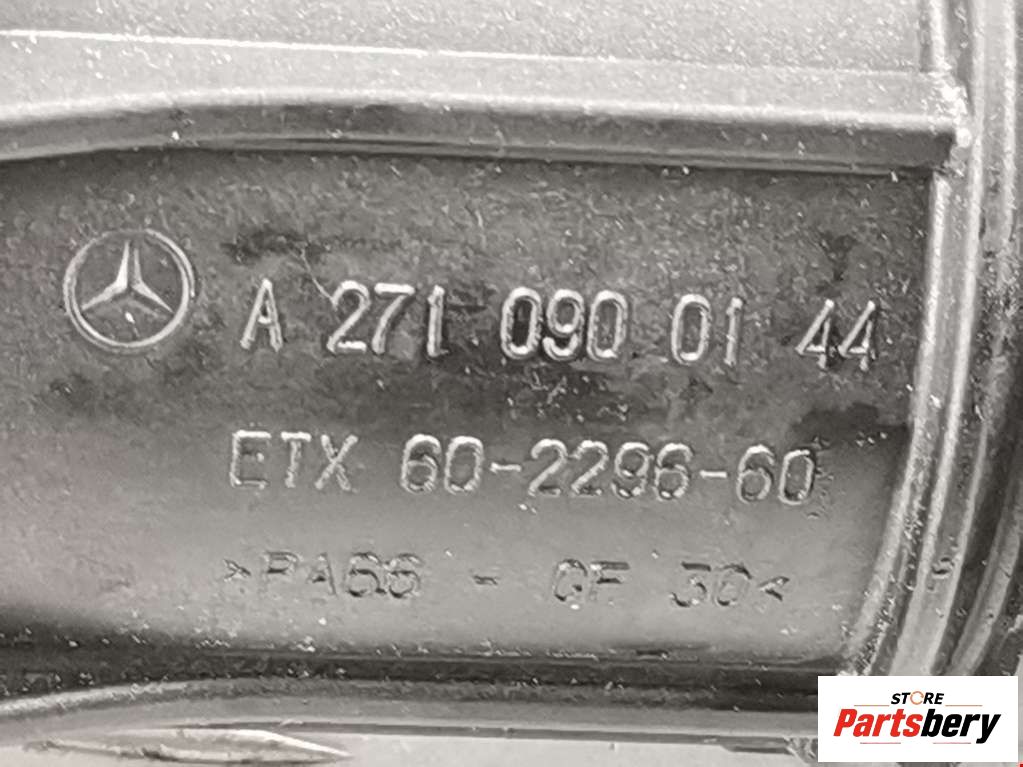 A 271 090 01 44
ETX 60-2296-60
>PA66 - GF 30<
STORE
Partsbery